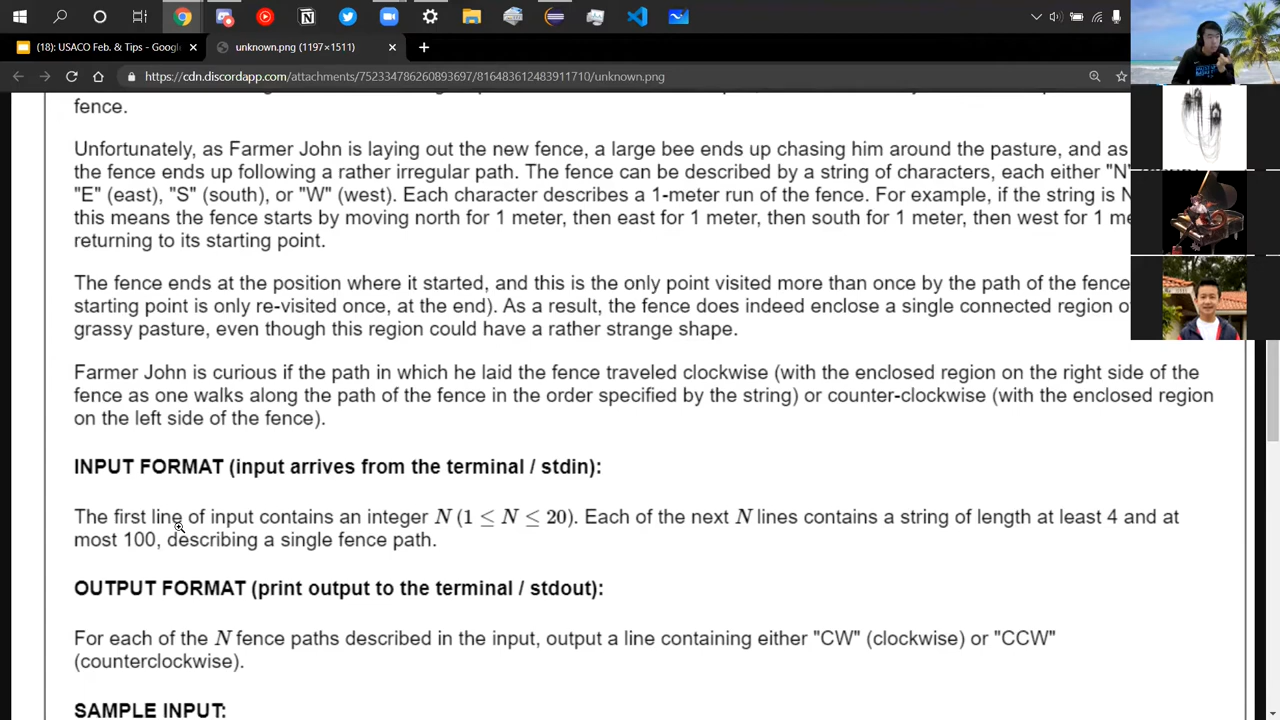 (18): USACO Feb. & Tips - Googl
unknown.png (1197×1511)
https://cdn.discordapp.com/attachments/752334786260893697/816483612483911710/unknown.png
fence.
Unfortunately, as Farmer John is laying out the new fence, a large bee ends up chasing him around the pasture, and as
the fence ends up following a rather irregular path. The fence can be described by a string of characters, each either "N"
"E" (east), "S" (south), or "W" (west). Each character describes a 1-meter run of the fence. For example, if the string is N
this means the fence starts by moving north for 1 meter, then east for 1 meter, then south for 1 meter, then west for 1 me
returning to its starting point.
The fence ends at the position where it started, and this is the only point visited more than once by the path of the fence
starting point is only re-visited once, at the end). As a result, the fence does indeed enclose a single connected region o
grassy pasture, even though this region could have a rather strange shape.
Farmer John is curious if the path in which he laid the fence traveled clockwise (with the enclosed region on the right side of the
fence as one walks along the path of the fence in the order specified by the string) or counter-clockwise (with the enclosed region
on the left side of the fence).
INPUT FORMAT (input arrives from the terminal / stdin):
The first line of input contains an integer N (1 ≤ N ≤ 20). Each of the next N lines contains a string of length at least 4 and at
most 100, describing a single fence path.
OUTPUT FORMAT (print output to the terminal / stdout):
For each of the N fence paths described in the input, output a line containing either "CW" (clockwise) or "CCW"
(counterclockwise).
SAMPLE INPUT: